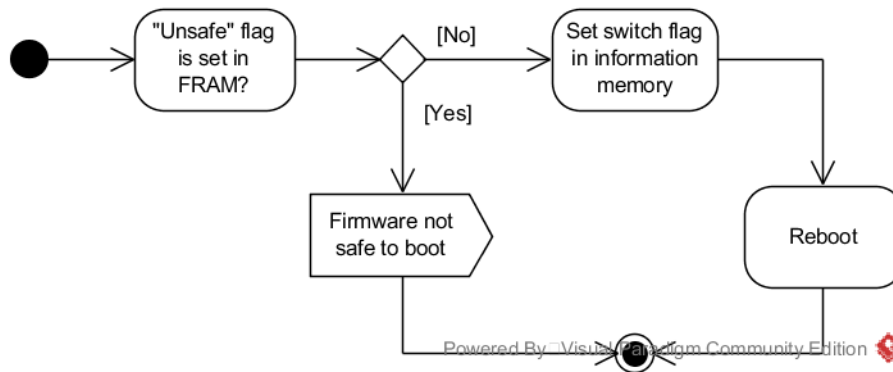 "Unsafe" flag
is set in
FRAM?
[No]
Set switch flag
in information
memory
[Yes]
Firmware not
safe to boot
Reboot
Powered By Visual Paradigm Community Edition